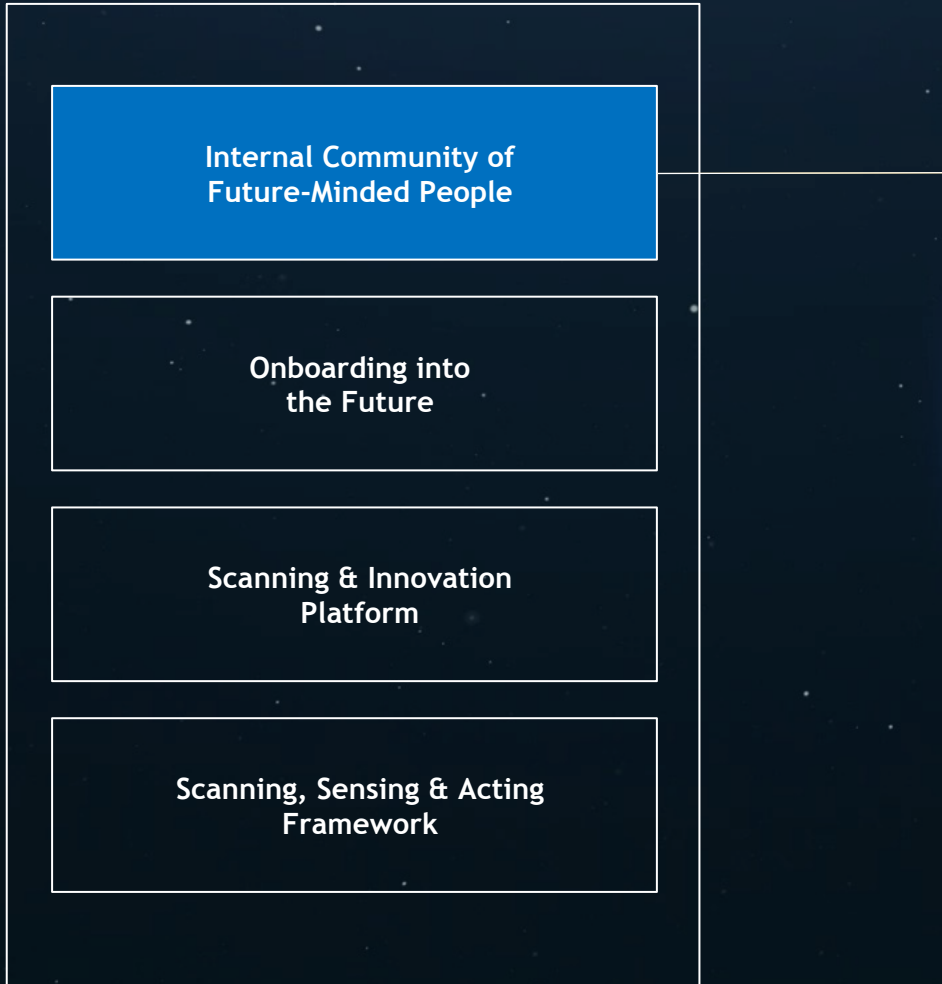 Internal Community of
Future-Minded People
Onboarding into
the Future
Scanning & Innovation
Platform
Scanning, Sensing & Acting
Framework